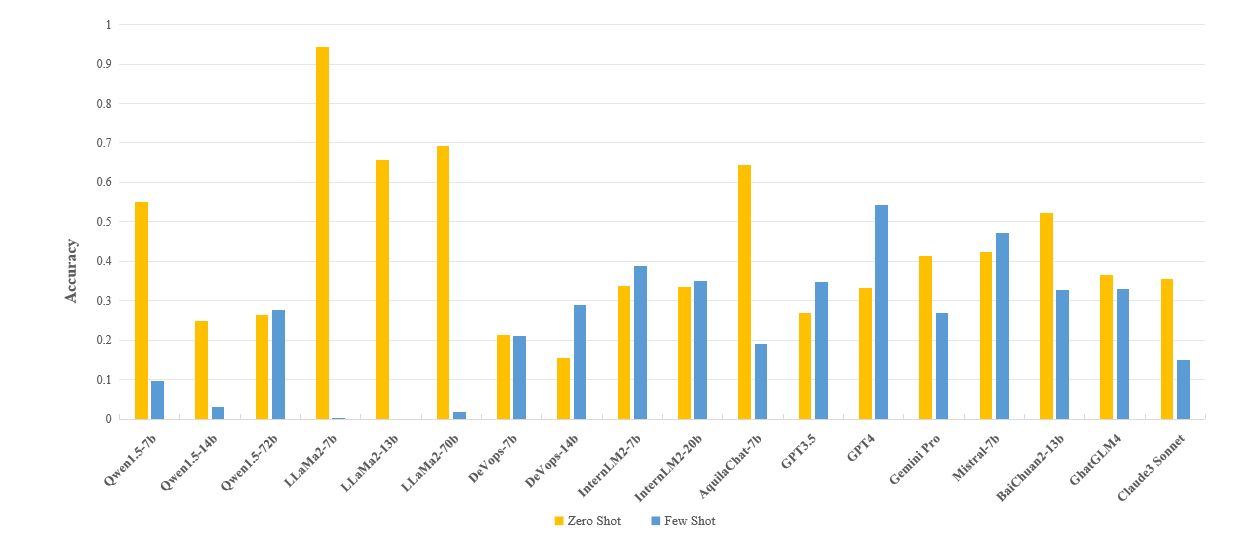 1
0.9
0.8
0.7
0.6
0.5
0.4
0.3
0.2
0.1
0
Accuracy
Qwen1.5-7b
Qwen1.5-14b
Qwen1.5-72b
LLaMa2-7b
LLaMa2-13b
LLaMa2-70b
DeVops-7b
DeVops-14b
InternLM2-7b
InternLM2-20b
AquilaChat-7b
GPT3.5
GPT4
Gemini Pro
Mistral-7b
BaiChuan2-13b
GhatGLM4
Claude3 Sonnet
Zero Shot
Few Shot